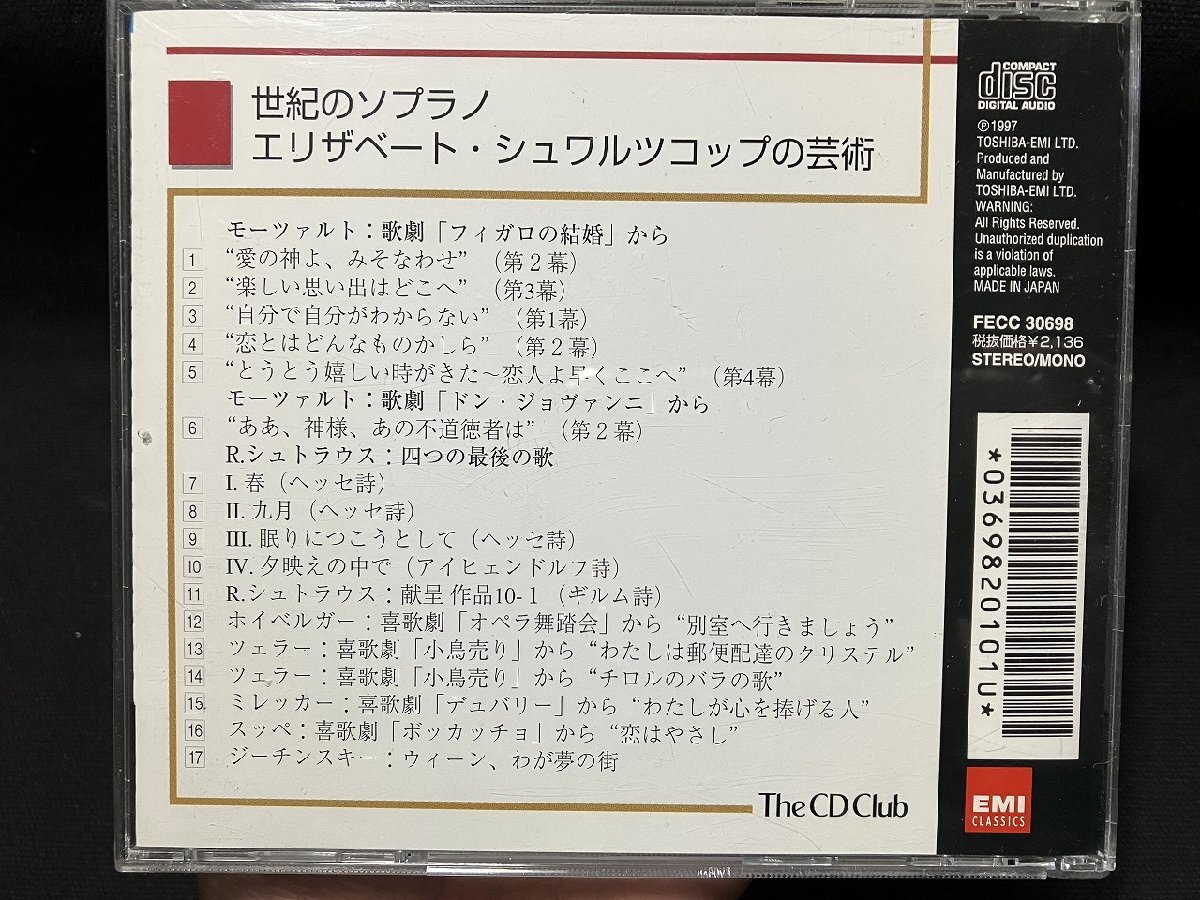 世紀のソプラノ
エリザベート・シュワルツコップの芸術
モーツァルト：歌劇「フィガロの結婚」から
1 “愛の神よ、みそなわせ”（第２幕）
2 “楽しい思い出はどこへ”（第3幕）
3 “自分で自分がわからない”（第1幕）
4 “恋とはどんなものかしら”（第２幕）
5 “とうとう嬉しい時がきた〜恋人よ早くここへ”（第4幕）
モーツァルト：歌劇「ドン・ジョヴァンニ」から
6 “ああ、神様、あの不道徳者は”（第２幕）
R.シュトラウス：四つの最後の歌
7 I. 春（ヘッセ詩）
8 II. 九月（ヘッセ詩）
9 III. 眠りにつこうとして（ヘッセ詩）
10 IV. 夕映えの中で（アイヒェンドルフ詩）
11 R.シュトラウス：献呈 作品10-1（ギルム詩）
12 ホイベルガー：喜歌劇「オペラ舞踏会」から“別室へ行きましょう”
13 ツェラー：喜歌劇「小鳥売り」から“わたしは郵便配達のクリステル”
14 ツェラー：喜歌劇「小鳥売り」から“チロルのバラの歌”
15 ミレッカー：喜歌劇「デュバリー」から“わたしが心を捧げる人”
16 スッペ：喜歌劇「ボッカッチョ」から“恋はやさし”
17 ジーチンスキー：ウィーン、わが夢の街
The CD Club
COMPACT
disc
DIGITAL AUDIO
Ⓟ1997
TOSHIBA-EMI LTD.
Produced and
Manufactured by
TOSHIBA-EMI LTD.
WARNING:
All Rights Reserved.
Unauthorized duplication
is a violation of
applicable laws.
MADE IN JAPAN
FECC 30698
税抜価格¥2,136
STEREO/MONO
*0369820101U*
EMI
CLASSICS